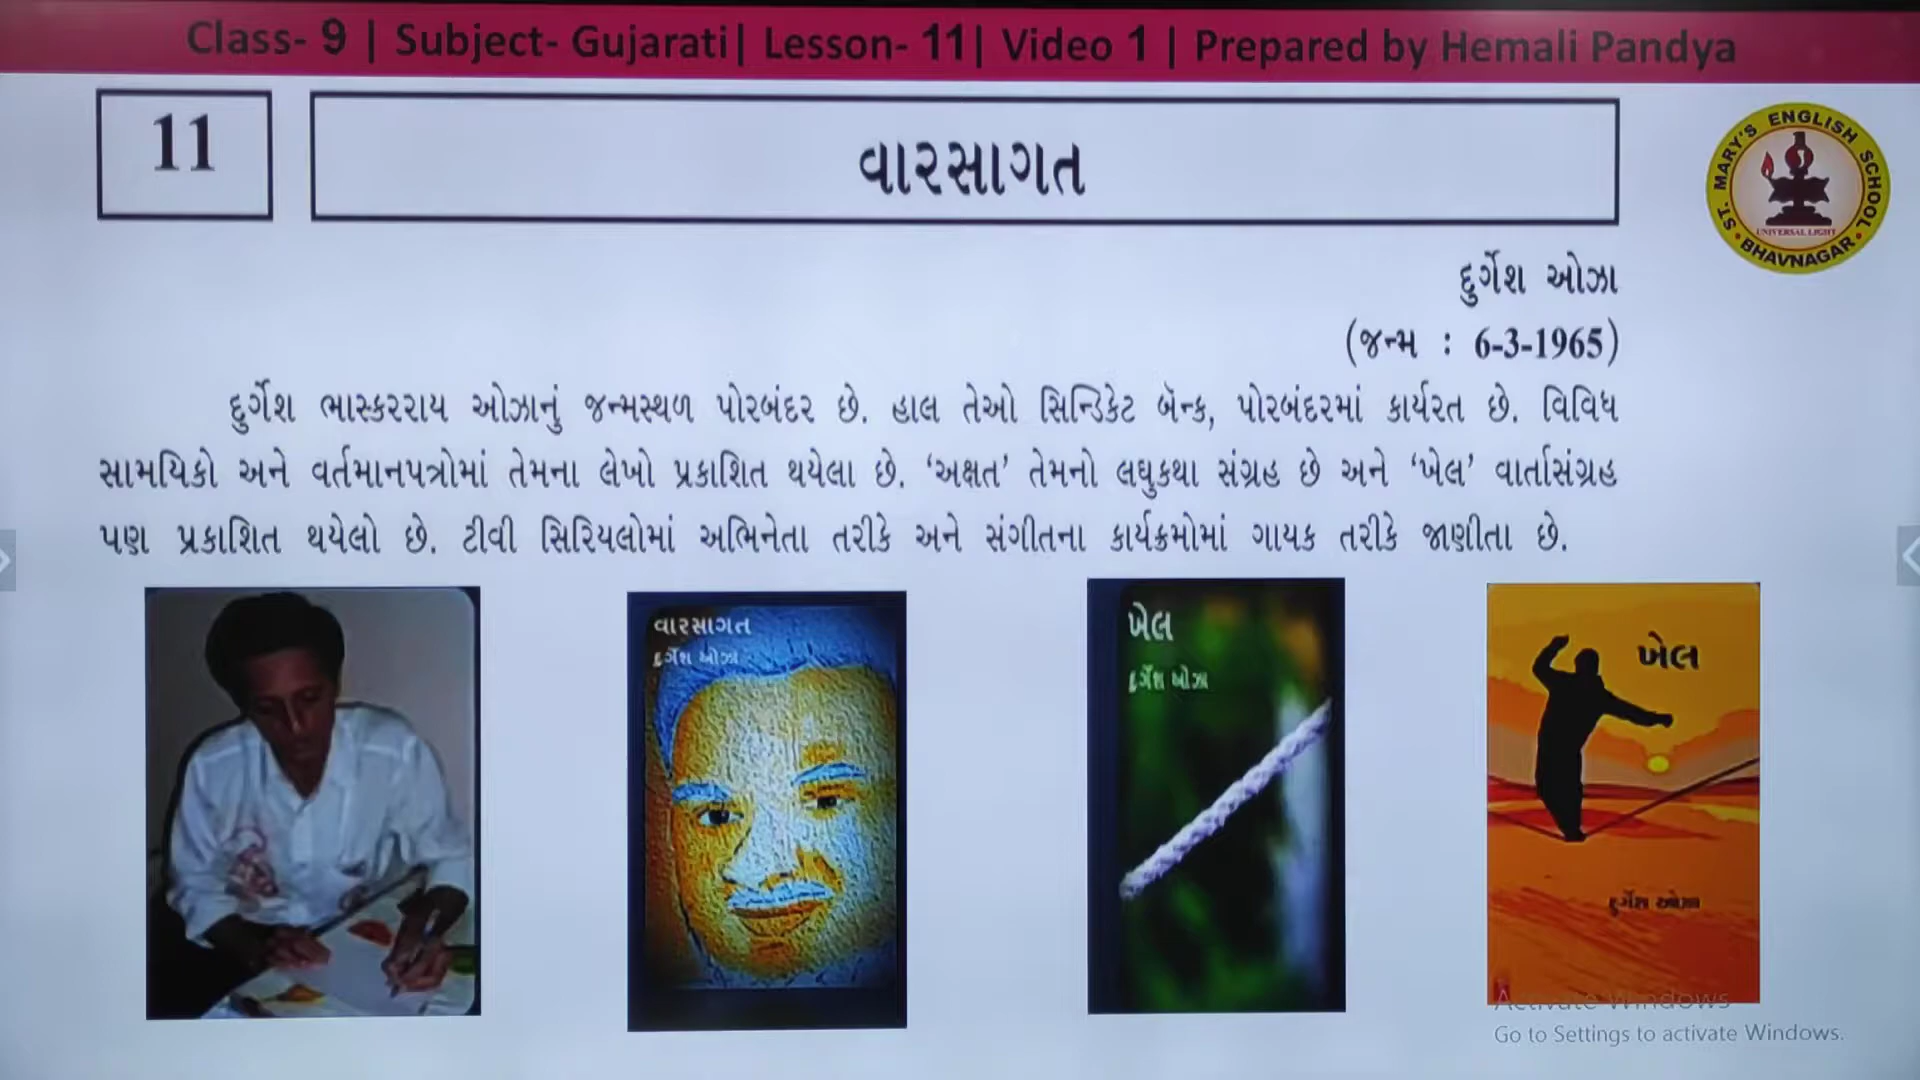 Class- 9 | Subject- Gujarati| Lesson- 11| Video 1 | Prepared by Hemali Pandya
11
વારસાગત
ST. MARY'S ENGLISH SCHOOL
UNIVERSAL LIGHT
BHAVNAGAR
દુર્ગેશ ઓઝા
(જન્મ : 6-3-1965)
દુર્ગેશ ભાસ્કરરાય ઓઝાનું જન્મસ્થળ પોરબંદર છે. હાલ તેઓ સિન્ડિકેટ બૅન્ક, પોરબંદરમાં કાર્યરત છે. વિવિધ
સામયિકો અને વર્તમાનપત્રોમાં તેમના લેખો પ્રકાશિત થયેલા છે. ‘અક્ષત’ તેમનો લઘુકથા સંગ્રહ છે અને ‘ખેલ’ વાર્તાસંગ્રહ
પણ પ્રકાશિત થયેલો છે. ટીવી સિરિયલોમાં અભિનેતા તરીકે અને સંગીતના કાર્યક્રમોમાં ગાયક તરીકે જાણીતા છે.
વારસાગત
દુર્ગેશ ઓઝા
ખેલ
દુર્ગેશ ઓઝા
ખેલ
દુર્ગેશ ઓઝા
Activate Windows
Go to Settings to activate Windows.